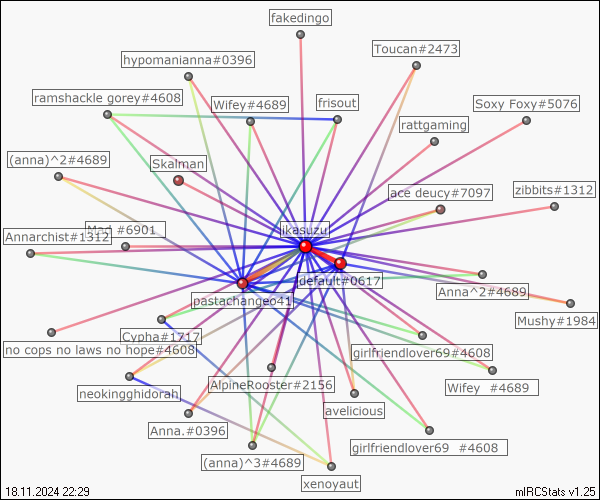 fakedingo
Toucan#2473
hypomanianna#0396
ramshackle gorey#4608
Wifey#4689
frisout
Soxy Foxy#5076
rattgaming
(anna)^2#4689
Skalman
ace deucy#7097
zibbits#1312
Mad #6901
Annarchist#1312
ikasuzu
default#0617
pastachange041
Anna^2#4689
Mushy#1984
Cypha#1717
no cops no laws no hope#4608
girlfriendlover69#4608
AlpineRooster#2156
Wifey #4689
neokingghidorah
avelicious
Anna.#0396
girlfriendlover69 #4608
(anna)^3#4689
xenoyaut
18.11.2024 22:29
mIRCStats v1.25